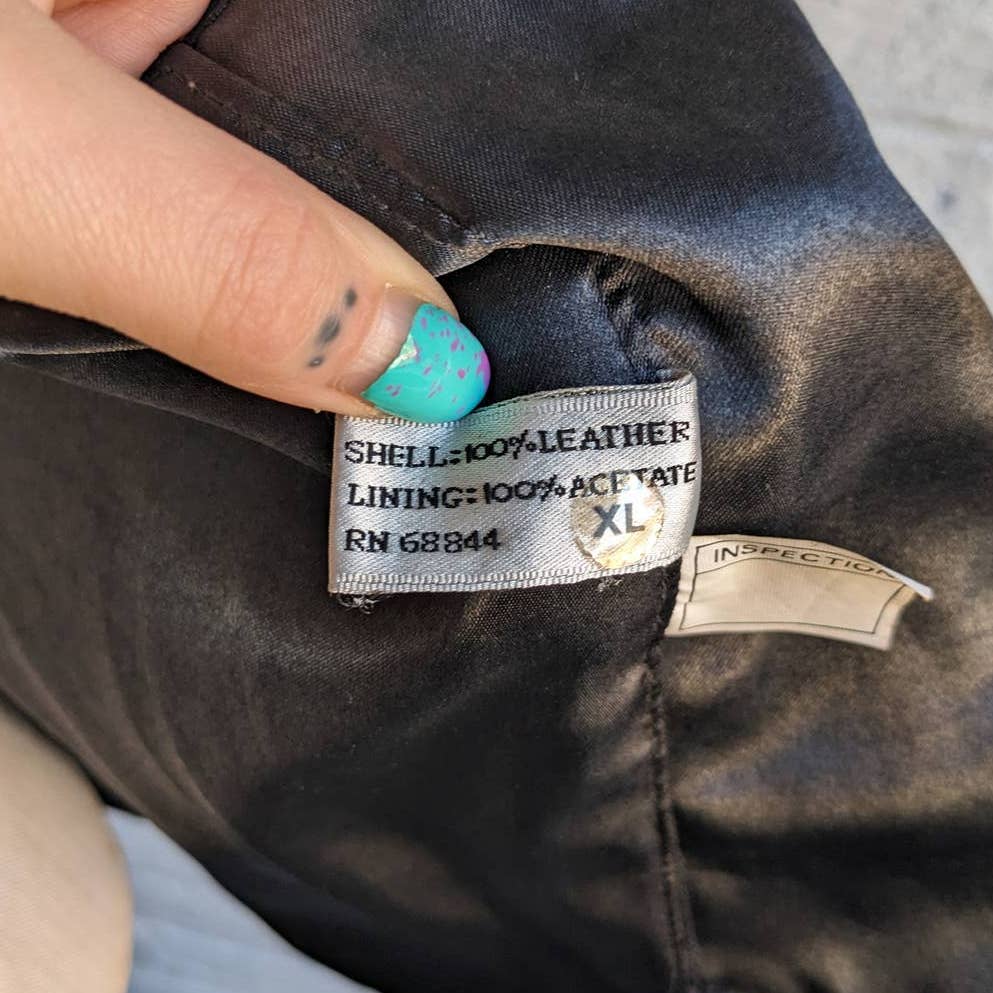 SHELL:100%LEATHER
LINING:100%ACETATE
RN 68844
XL
INSPECTION